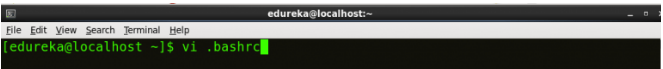 edureka@localhost:~
File Edit View Search Terminal Help
[edureka@localhost ~]$ vi .bashrc